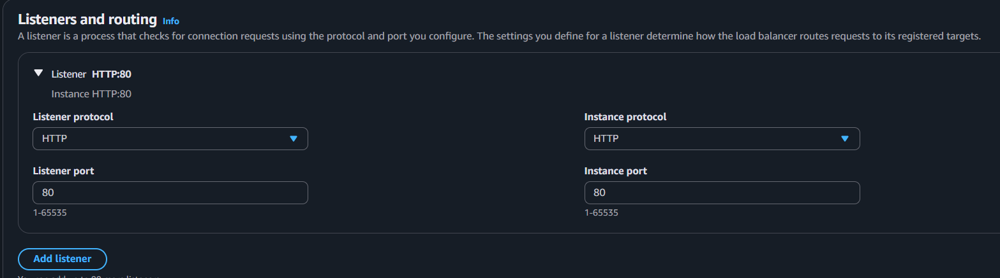 Listeners and routing Info
A listener is a process that checks for connection requests using the protocol and port you configure. The settings you define for a listener determine how the load balancer routes requests to its registered targets.
Listener HTTP:80
Instance HTTP:80
Listener protocol
HTTP
Instance protocol
HTTP
Listener port
80
1-65535
Instance port
80
1-65535
Add listener